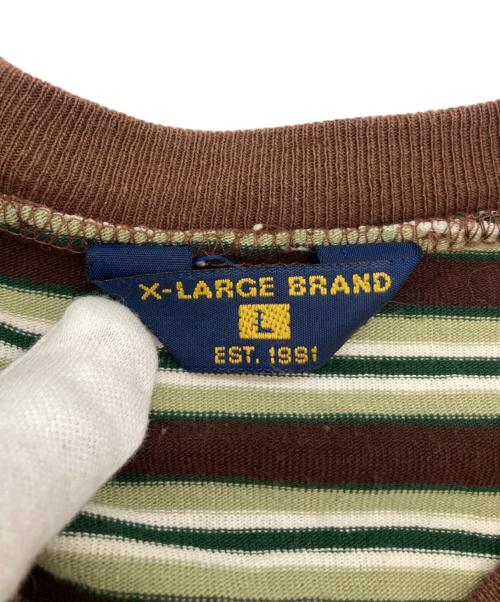 X-LARGE BRAND
L
EST. 1991